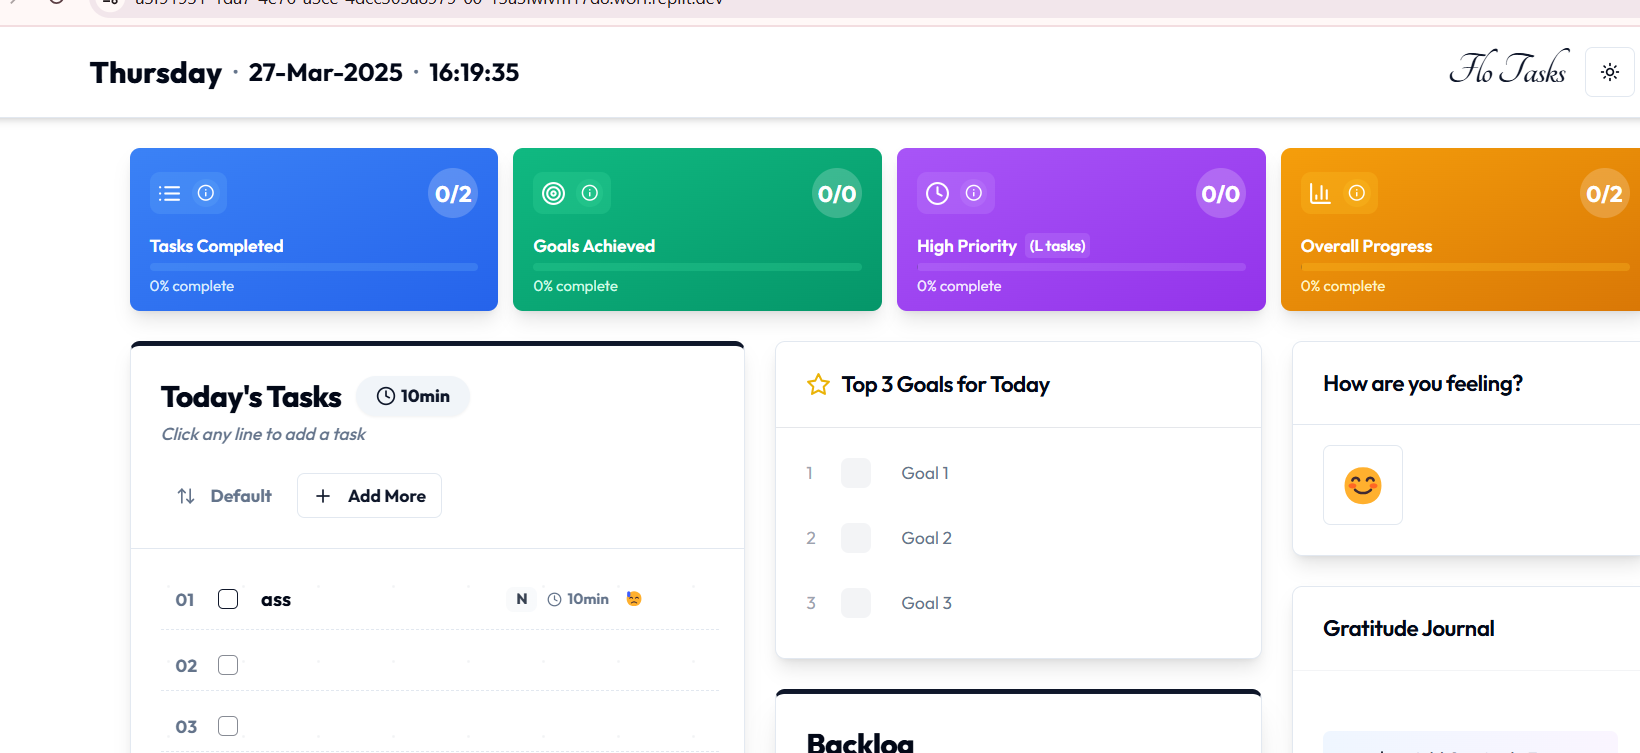 Thursday · 27-Mar-2025 · 16:19:35
Flo Tasks
0/2
Tasks Completed
0% complete
0/0
Goals Achieved
0% complete
0/0
High Priority (L tasks)
0% complete
0/2
Overall Progress
0% complete
Today's Tasks 10min
Click any line to add a task
Default
Add More
01 ass N 10min
02
03
Top 3 Goals for Today
1 Goal 1
2 Goal 2
3 Goal 3
Backlog
How are you feeling?
Gratitude Journal